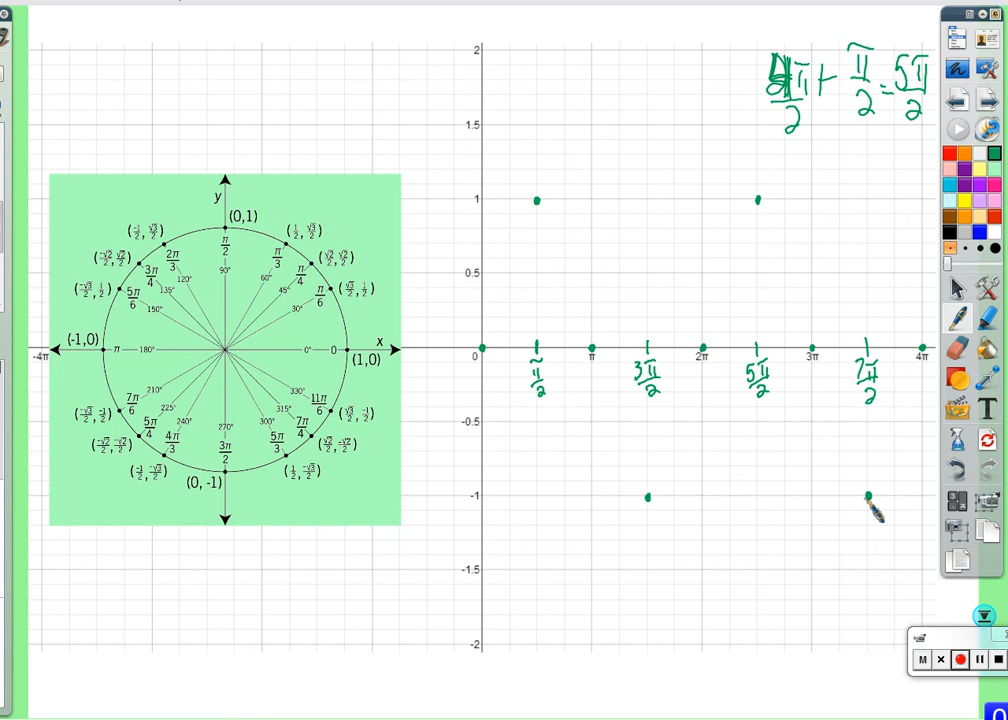 2
4π/2 + π/2 = 5π/2
1.5
1
0.5
0
π/2
π
3π/2
2π
5π/2
3π
7π/2
4π
-4π
-0.5
-1
-1.5
-2
y
(0,1)
(-1/2, √3/2)
(1/2, √3/2)
(-√2/2, √2/2)
2π/3
π/2
π/3
(√2/2, √2/2)
3π/4
120°
90°
60°
π/4
(-√3/2, 1/2)
5π/6
135°
45°
π/6
(√3/2, 1/2)
150°
30°
(-1,0)
x
π
180°
0°
0
(1,0)
210°
330°
(-√3/2, -1/2)
7π/6
225°
315°
11π/6
(√3/2, -1/2)
5π/4
240°
270°
300°
7π/4
(-√2/2, -√2/2)
4π/3
3π/2
5π/3
(√2/2, -√2/2)
(-1/2, -√3/2)
(1/2, -√3/2)
(0, -1)
T
M